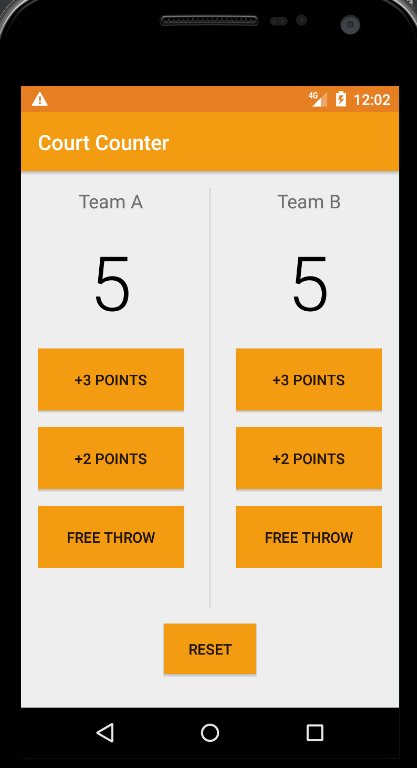 4G 12:02
Court Counter
Team A Team B
5 5
+3 POINTS +3 POINTS
+2 POINTS +2 POINTS
FREE THROW FREE THROW
RESET